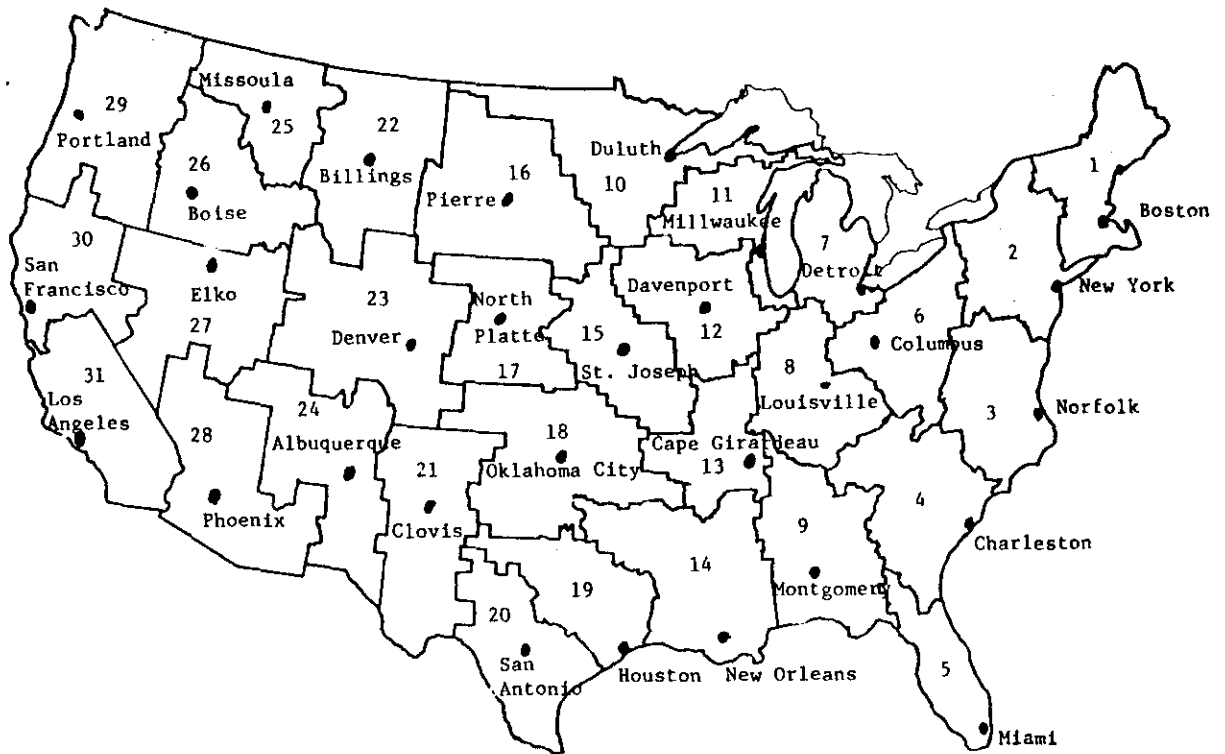 Missoula
29
22
25
Portland
Duluth
1
26
Billings
16
10
11
Pierre
Boise
Millwaukee
Boston
30
7
2
San
Francisco
Elko
Detroit
Davenport
New York
23
North
Platte
6
27
Denver
15
12
Columbus
17
St. Joseph
8
31
Los
Angeles
24
Louisville
Norfolk
3
28
Albuquerque
18
Cape Girardeau
21
Oklahoma City
13
4
Phoenix
Clovis
9
Charleston
14
19
Montgomery
20
San
Antonio
Houston
New Orleans
5
Miami